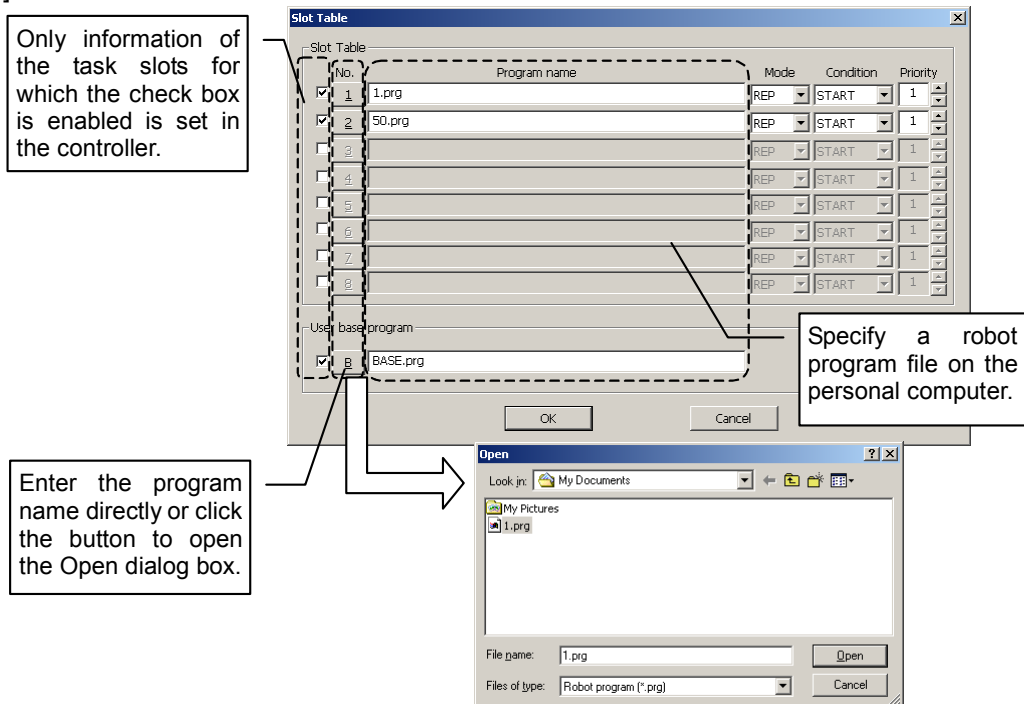 Slot Table
Only information of
the task slots for
which the check box
is enabled is set in
the controller.
Slot Table
No. Program name Mode Condition Priority
1 1.prg REP START 1
2 50.prg REP START 1
3 REP START 1
4 REP START 1
5 REP START 1
6 REP START 1
7 REP START 1
8 REP START 1
User base program
B BASE.prg
Specify a robot
program file on the
personal computer.
OK Cancel
Enter the program
name directly or click
the button to open
the Open dialog box.
Open
Look in: My Documents
My Pictures
1.prg
File name: 1.prg Open
Files of type: Robot program (*.prg) Cancel